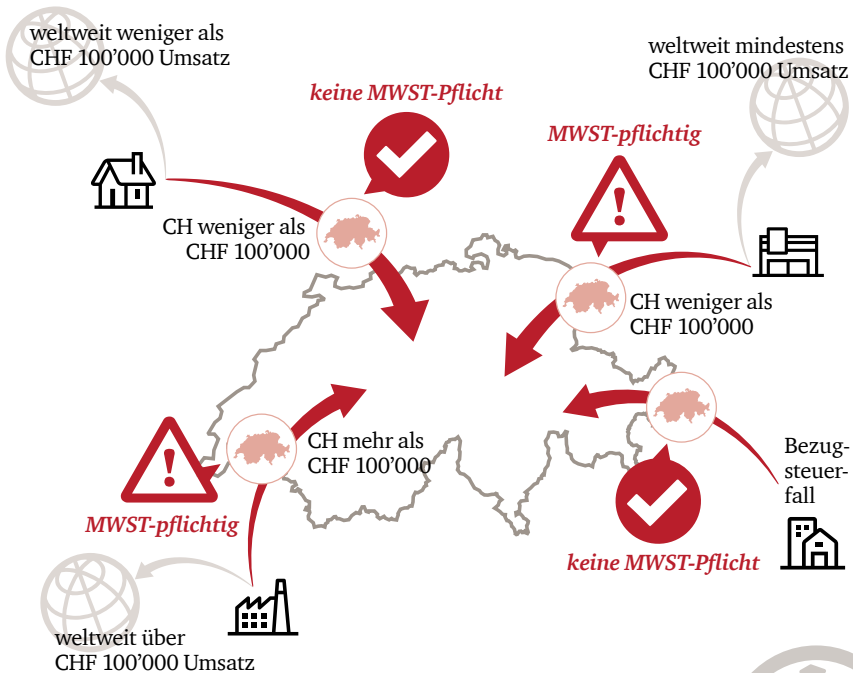 weltweit weniger als
CHF 100’000 Umsatz
keine MWST-Pflicht
CH weniger als
CHF 100’000
weltweit mindestens
CHF 100’000 Umsatz
MWST-pflichtig
CH weniger als
CHF 100’000
CH mehr als
CHF 100’000
MWST-pflichtig
weltweit über
CHF 100’000 Umsatz
Bezug-
steuer-
fall
keine MWST-Pflicht